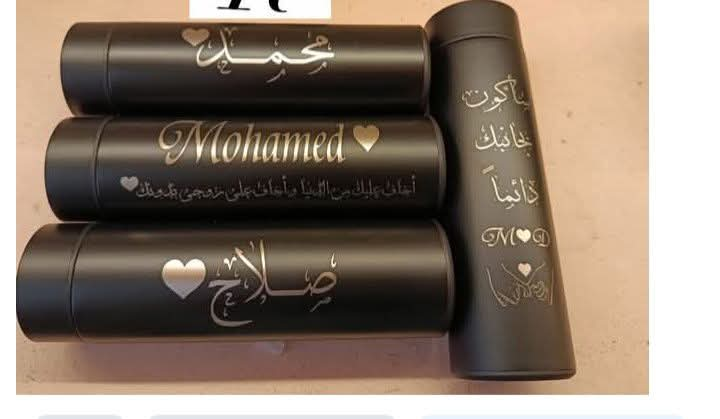 محمد
Mohamed
أخاف عليك من الدنيا وأخاف على روحي بدونك
صلاح
سأكون
بجانبك
دائماً
M D